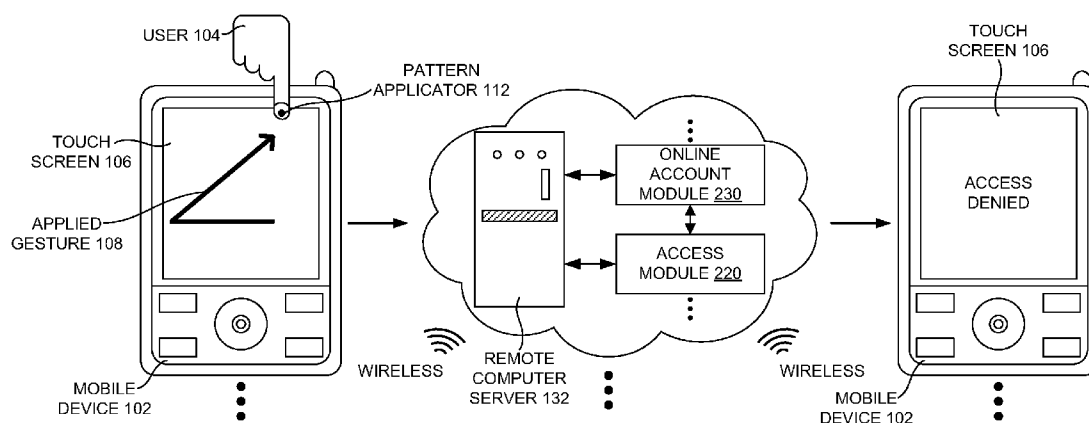 USER 104
PATTERN
APPLICATOR 112
TOUCH
SCREEN 106
APPLIED
GESTURE 108
MOBILE
DEVICE 102
WIRELESS
ONLINE
ACCOUNT
MODULE 230
ACCESS
MODULE 220
REMOTE
COMPUTER
SERVER 132
WIRELESS
TOUCH
SCREEN 106
ACCESS
DENIED
MOBILE
DEVICE 102